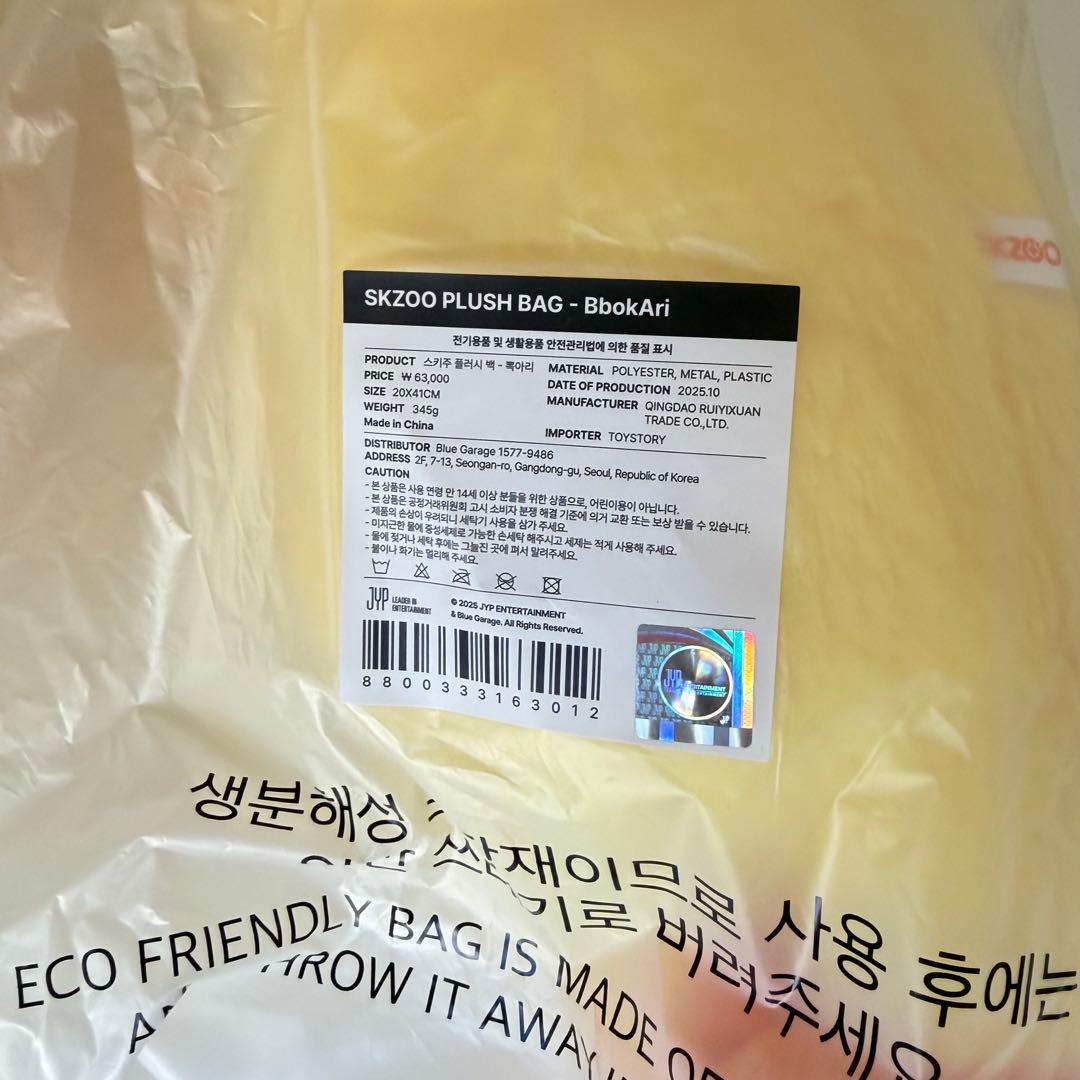 SKZOO
SKZOO PLUSH BAG - BbokAri
전기용품 및 생활용품 안전관리법에 의한 품질 표시
PRODUCT 스키주 플러시 백 - 뽁아리
PRICE ₩ 63,000
SIZE 20X41CM
WEIGHT 345g
Made in China
MATERIAL POLYESTER, METAL, PLASTIC
DATE OF PRODUCTION 2025.10
MANUFACTURER QINGDAO RUIYIXUAN
TRADE CO.,LTD.
IMPORTER TOYSTORY
DISTRIBUTOR Blue Garage 1577-9486
ADDRESS 2F, 7-13, Seongan-ro, Gangdong-gu, Seoul, Republic of Korea
CAUTION
- 본 상품은 사용 연령 만 14세 이상 분들을 위한 상품으로, 어린이용이 아닙니다.
- 본 상품은 공정거래위원회 고시 소비자 분쟁 해결 기준에 의거 교환 또는 보상 받을 수 있습니다.
- 제품의 손상이 우려되니 세탁기 사용을 삼가 주세요.
- 미지근한 물에 중성세제로 가능한 손세탁 해주시고 세제는 적게 사용해 주세요.
- 물에 젖거나 세탁 후에는 그늘진 곳에 펴서 말려주세요.
- 불이나 화기는 멀리해 주세요.
JYP LEADER IN
ENTERTAINMENT
© 2025 JYP ENTERTAINMENT
& Blue Garage. All Rights Reserved.
8800333163012
JYP ENTERTAINMENT
생분해성 재이므로 사용 후에는
기로 버려주세요
ECO FRIENDLY BAG IS MADE OF
THROW IT AWAY